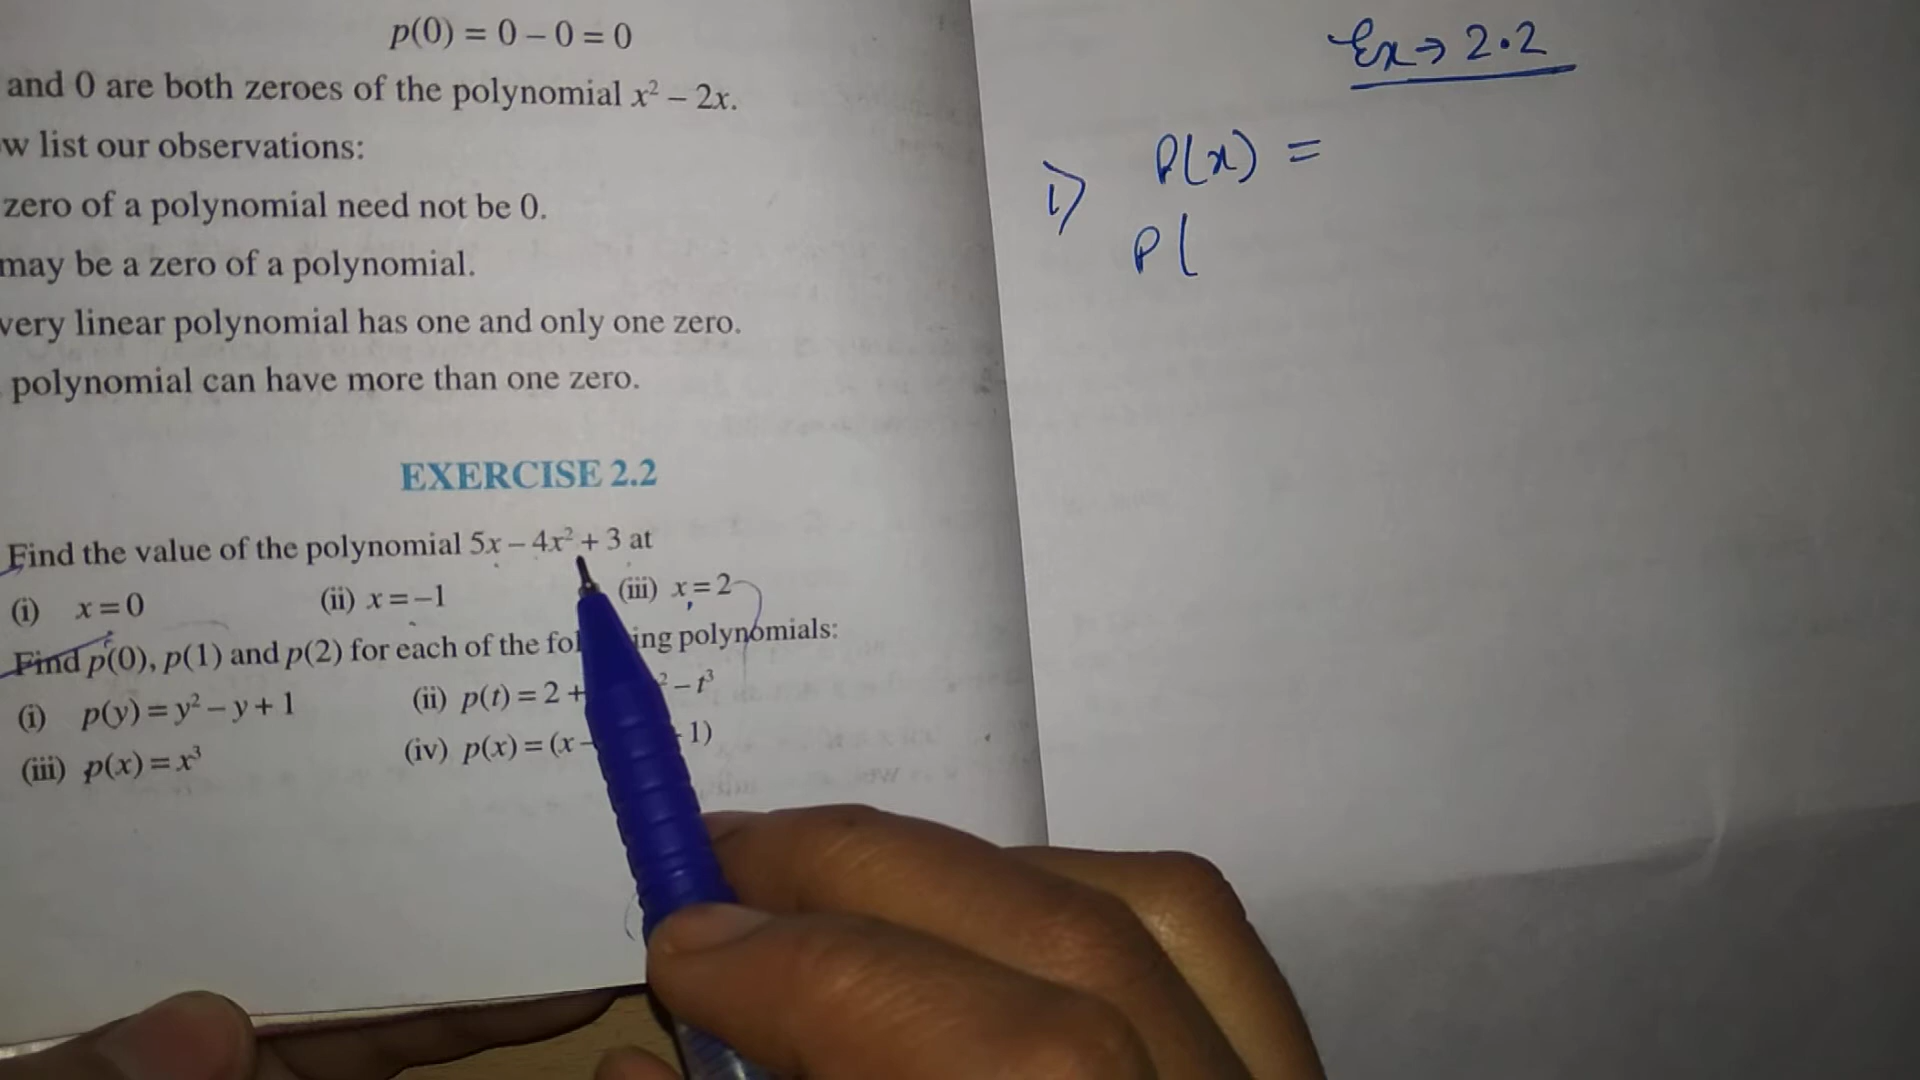 p(0) = 0 – 0 = 0
and 0 are both zeroes of the polynomial x² – 2x.
w list our observations:
zero of a polynomial need not be 0.
may be a zero of a polynomial.
very linear polynomial has one and only one zero.
polynomial can have more than one zero.
EXERCISE 2.2
Find the value of the polynomial 5x – 4x² + 3 at
(i) x = 0 (ii) x = –1 (iii) x = 2
Find p(0), p(1) and p(2) for each of the fol ing polynomials:
(i) p(y) = y² – y + 1 (ii) p(t) = 2 + ² – t³
(iii) p(x) = x³ (iv) p(x) = (x – 1)
Ex → 2.2
i) P(x) =
P(